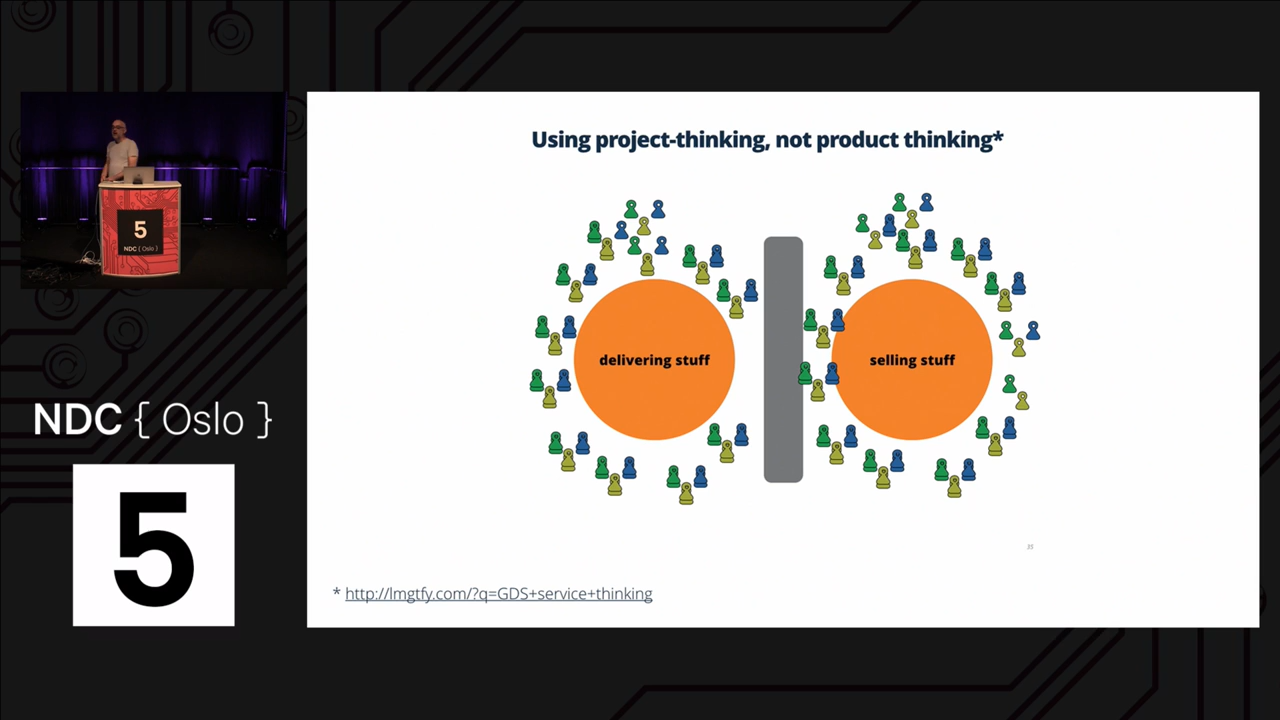 Using project-thinking, not product thinking*
delivering stuff
selling stuff
35
* http://lmgtfy.com/?q=GDS+service+thinking
5
NDC { Oslo }
NDC { Oslo }
5